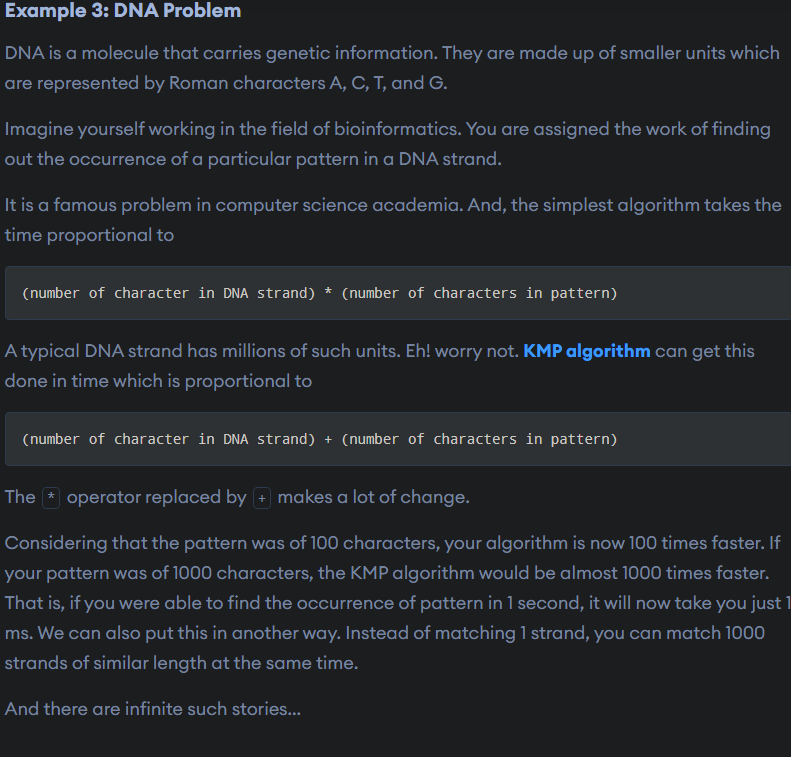 Example 3: DNA Problem
DNA is a molecule that carries genetic information. They are made up of smaller units which
are represented by Roman characters A, C, T, and G.
Imagine yourself working in the field of bioinformatics. You are assigned the work of finding
out the occurrence of a particular pattern in a DNA strand.
It is a famous problem in computer science academia. And, the simplest algorithm takes the
time proportional to
(number of character in DNA strand) * (number of characters in pattern)
A typical DNA strand has millions of such units. Eh! worry not. KMP algorithm can get this
done in time which is proportional to
(number of character in DNA strand) + (number of characters in pattern)
The * operator replaced by + makes a lot of change.
Considering that the pattern was of 100 characters, your algorithm is now 100 times faster. If
your pattern was of 1000 characters, the KMP algorithm would be almost 1000 times faster.
That is, if you were able to find the occurrence of pattern in 1 second, it will now take you just 1
ms. We can also put this in another way. Instead of matching 1 strand, you can match 1000
strands of similar length at the same time.
And there are infinite such stories...